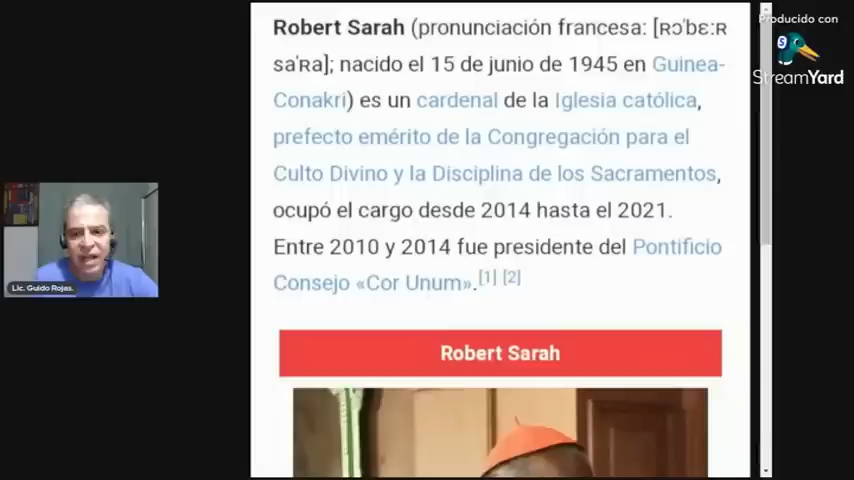 Robert Sarah (pronunciación francesa: [ʀɔˈbɛːʀ
saˈʀa]; nacido el 15 de junio de 1945 en Guinea-
Conakri) es un cardenal de la Iglesia católica,
prefecto emérito de la Congregación para el
Culto Divino y la Disciplina de los Sacramentos,
ocupó el cargo desde 2014 hasta el 2021.
Entre 2010 y 2014 fue presidente del Pontificio
Consejo «Cor Unum».[1] [2]
Robert Sarah
Producido con
StreamYard
Lic. Guido Rojas.